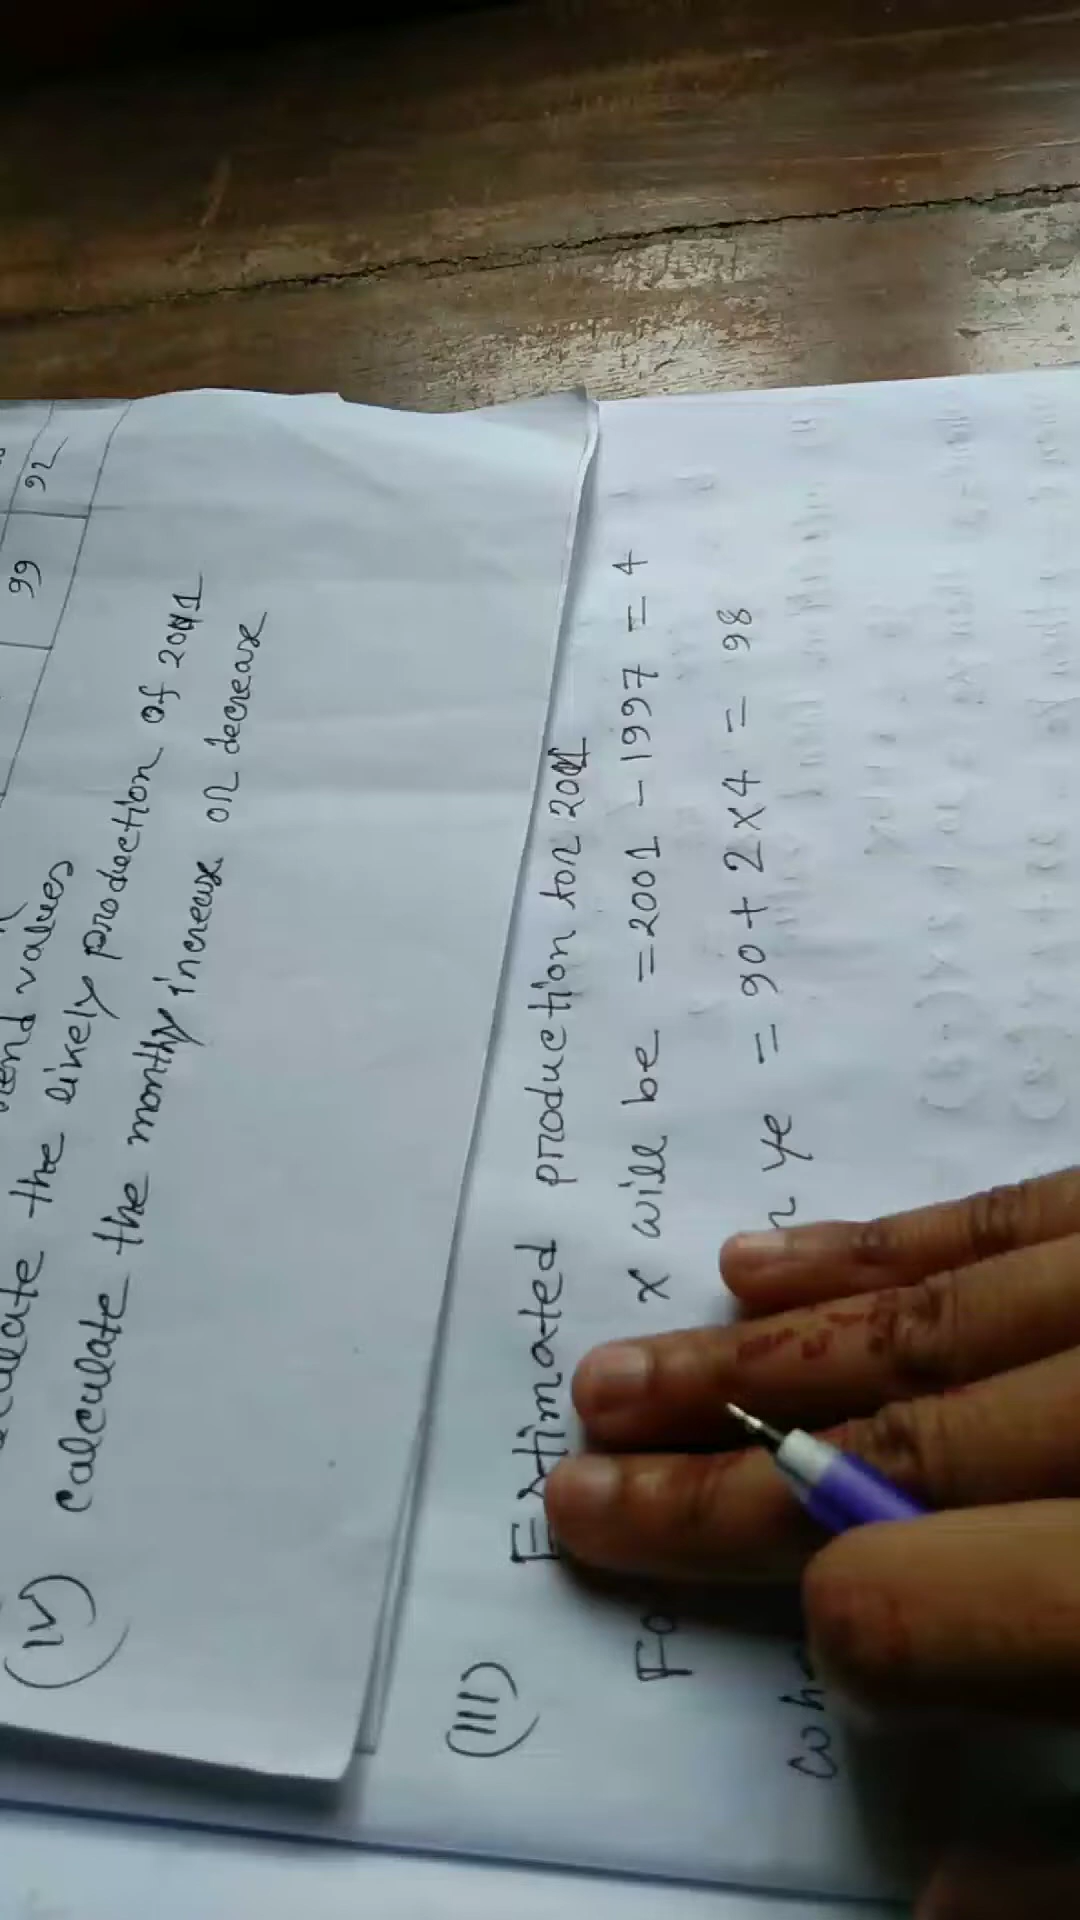 99 92
culate the likely production of 2001
(IV) calculate the monthly increase or decrease
(III) Estimated production for 2001
x will be = 2001 - 1997 = 4
ye = 90 + 2 x 4 = 98